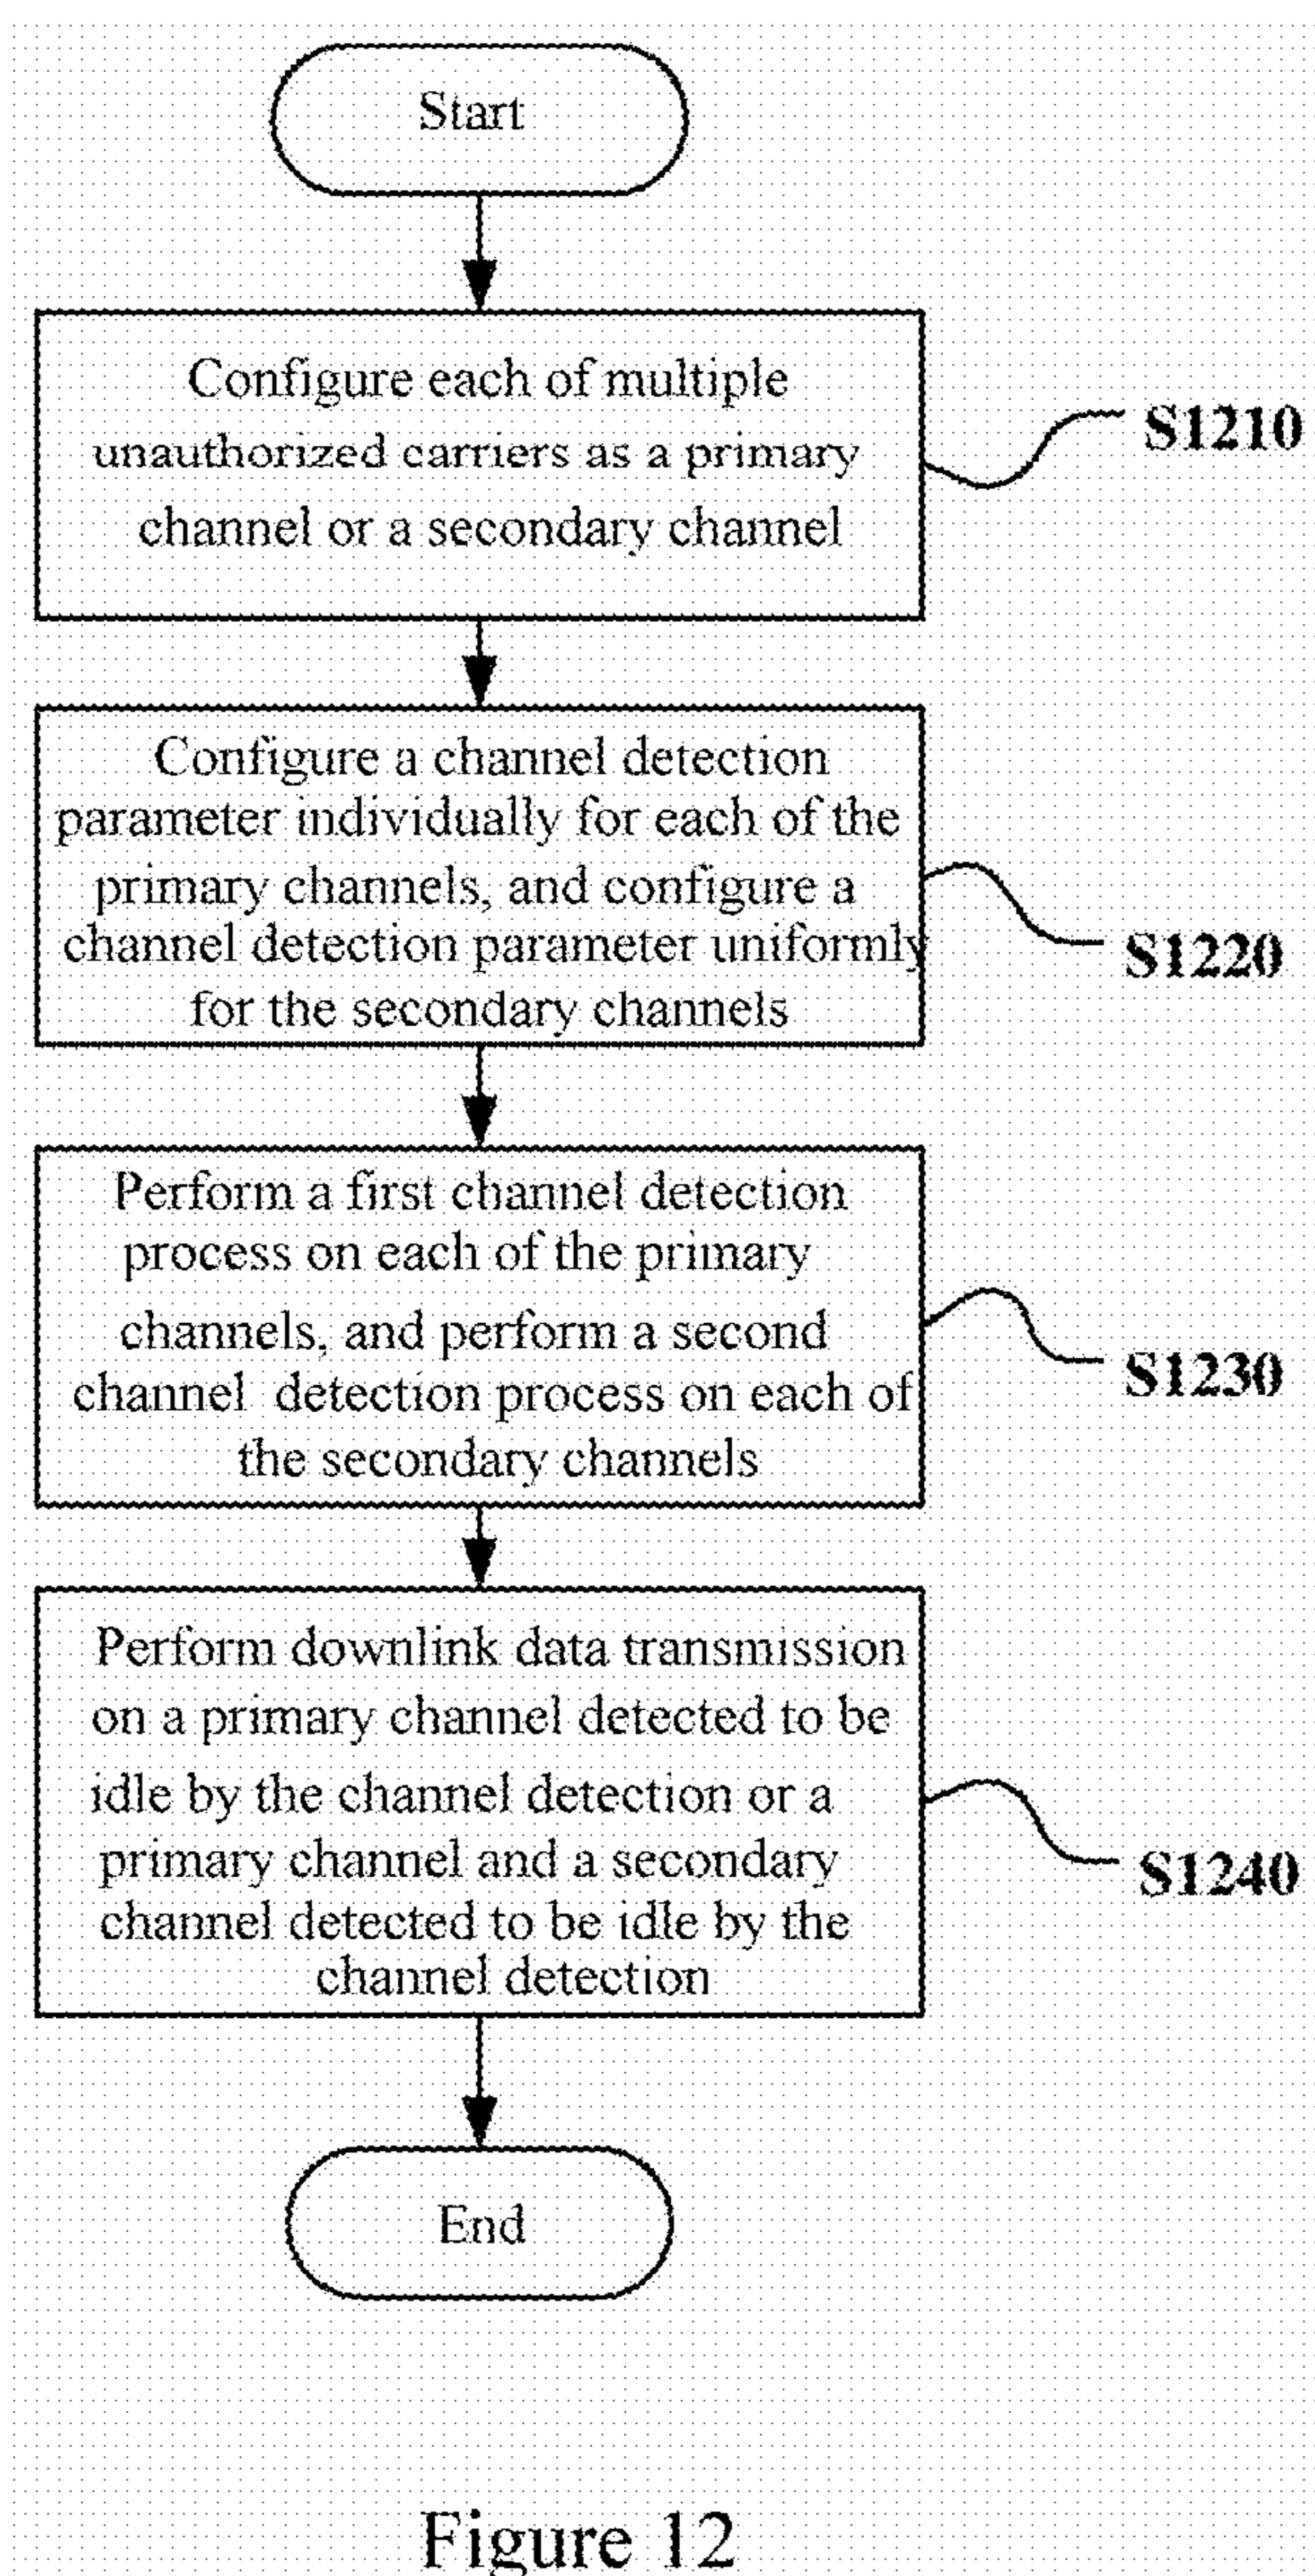 Start
Configure each of multiple
unauthorized carriers as a primary
channel or a secondary channel
S1210
Configure a channel detection
parameter individually for each of the
primary channels, and configure a
channel detection parameter uniformly
for the secondary channels
S1220
Perform a first channel detection
process on each of the primary
channels, and perform a second
channel detection process on each of
the secondary channels
S1230
Perform downlink data transmission
on a primary channel detected to be
idle by the channel detection or a
primary channel and a secondary
channel detected to be idle by the
channel detection
S1240
End
Figure 12